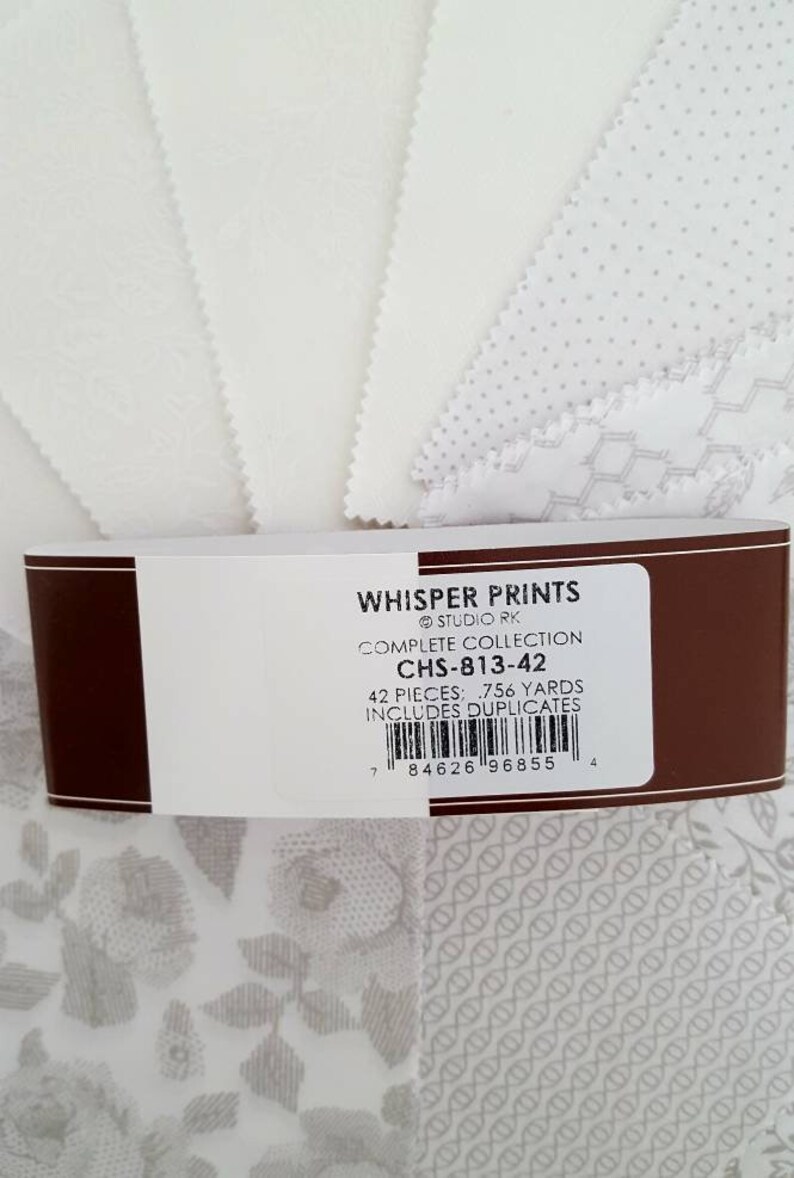 WHISPER PRINTS
© STUDIO RK
COMPLETE COLLECTION
CHS-813-42
42 PIECES; .756 YARDS
INCLUDES DUPLICATES
7 84626 96855 4